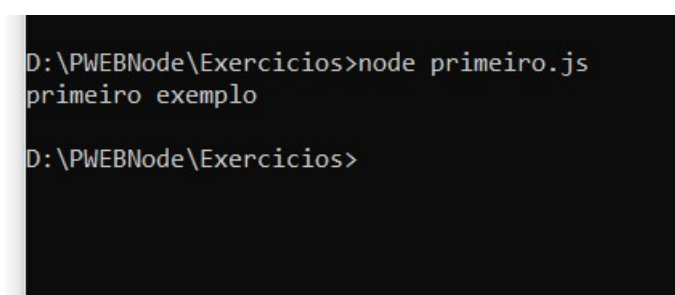 D:\PWEBNode\Exercicios>node primeiro.js
primeiro exemplo
D:\PWEBNode\Exercicios>